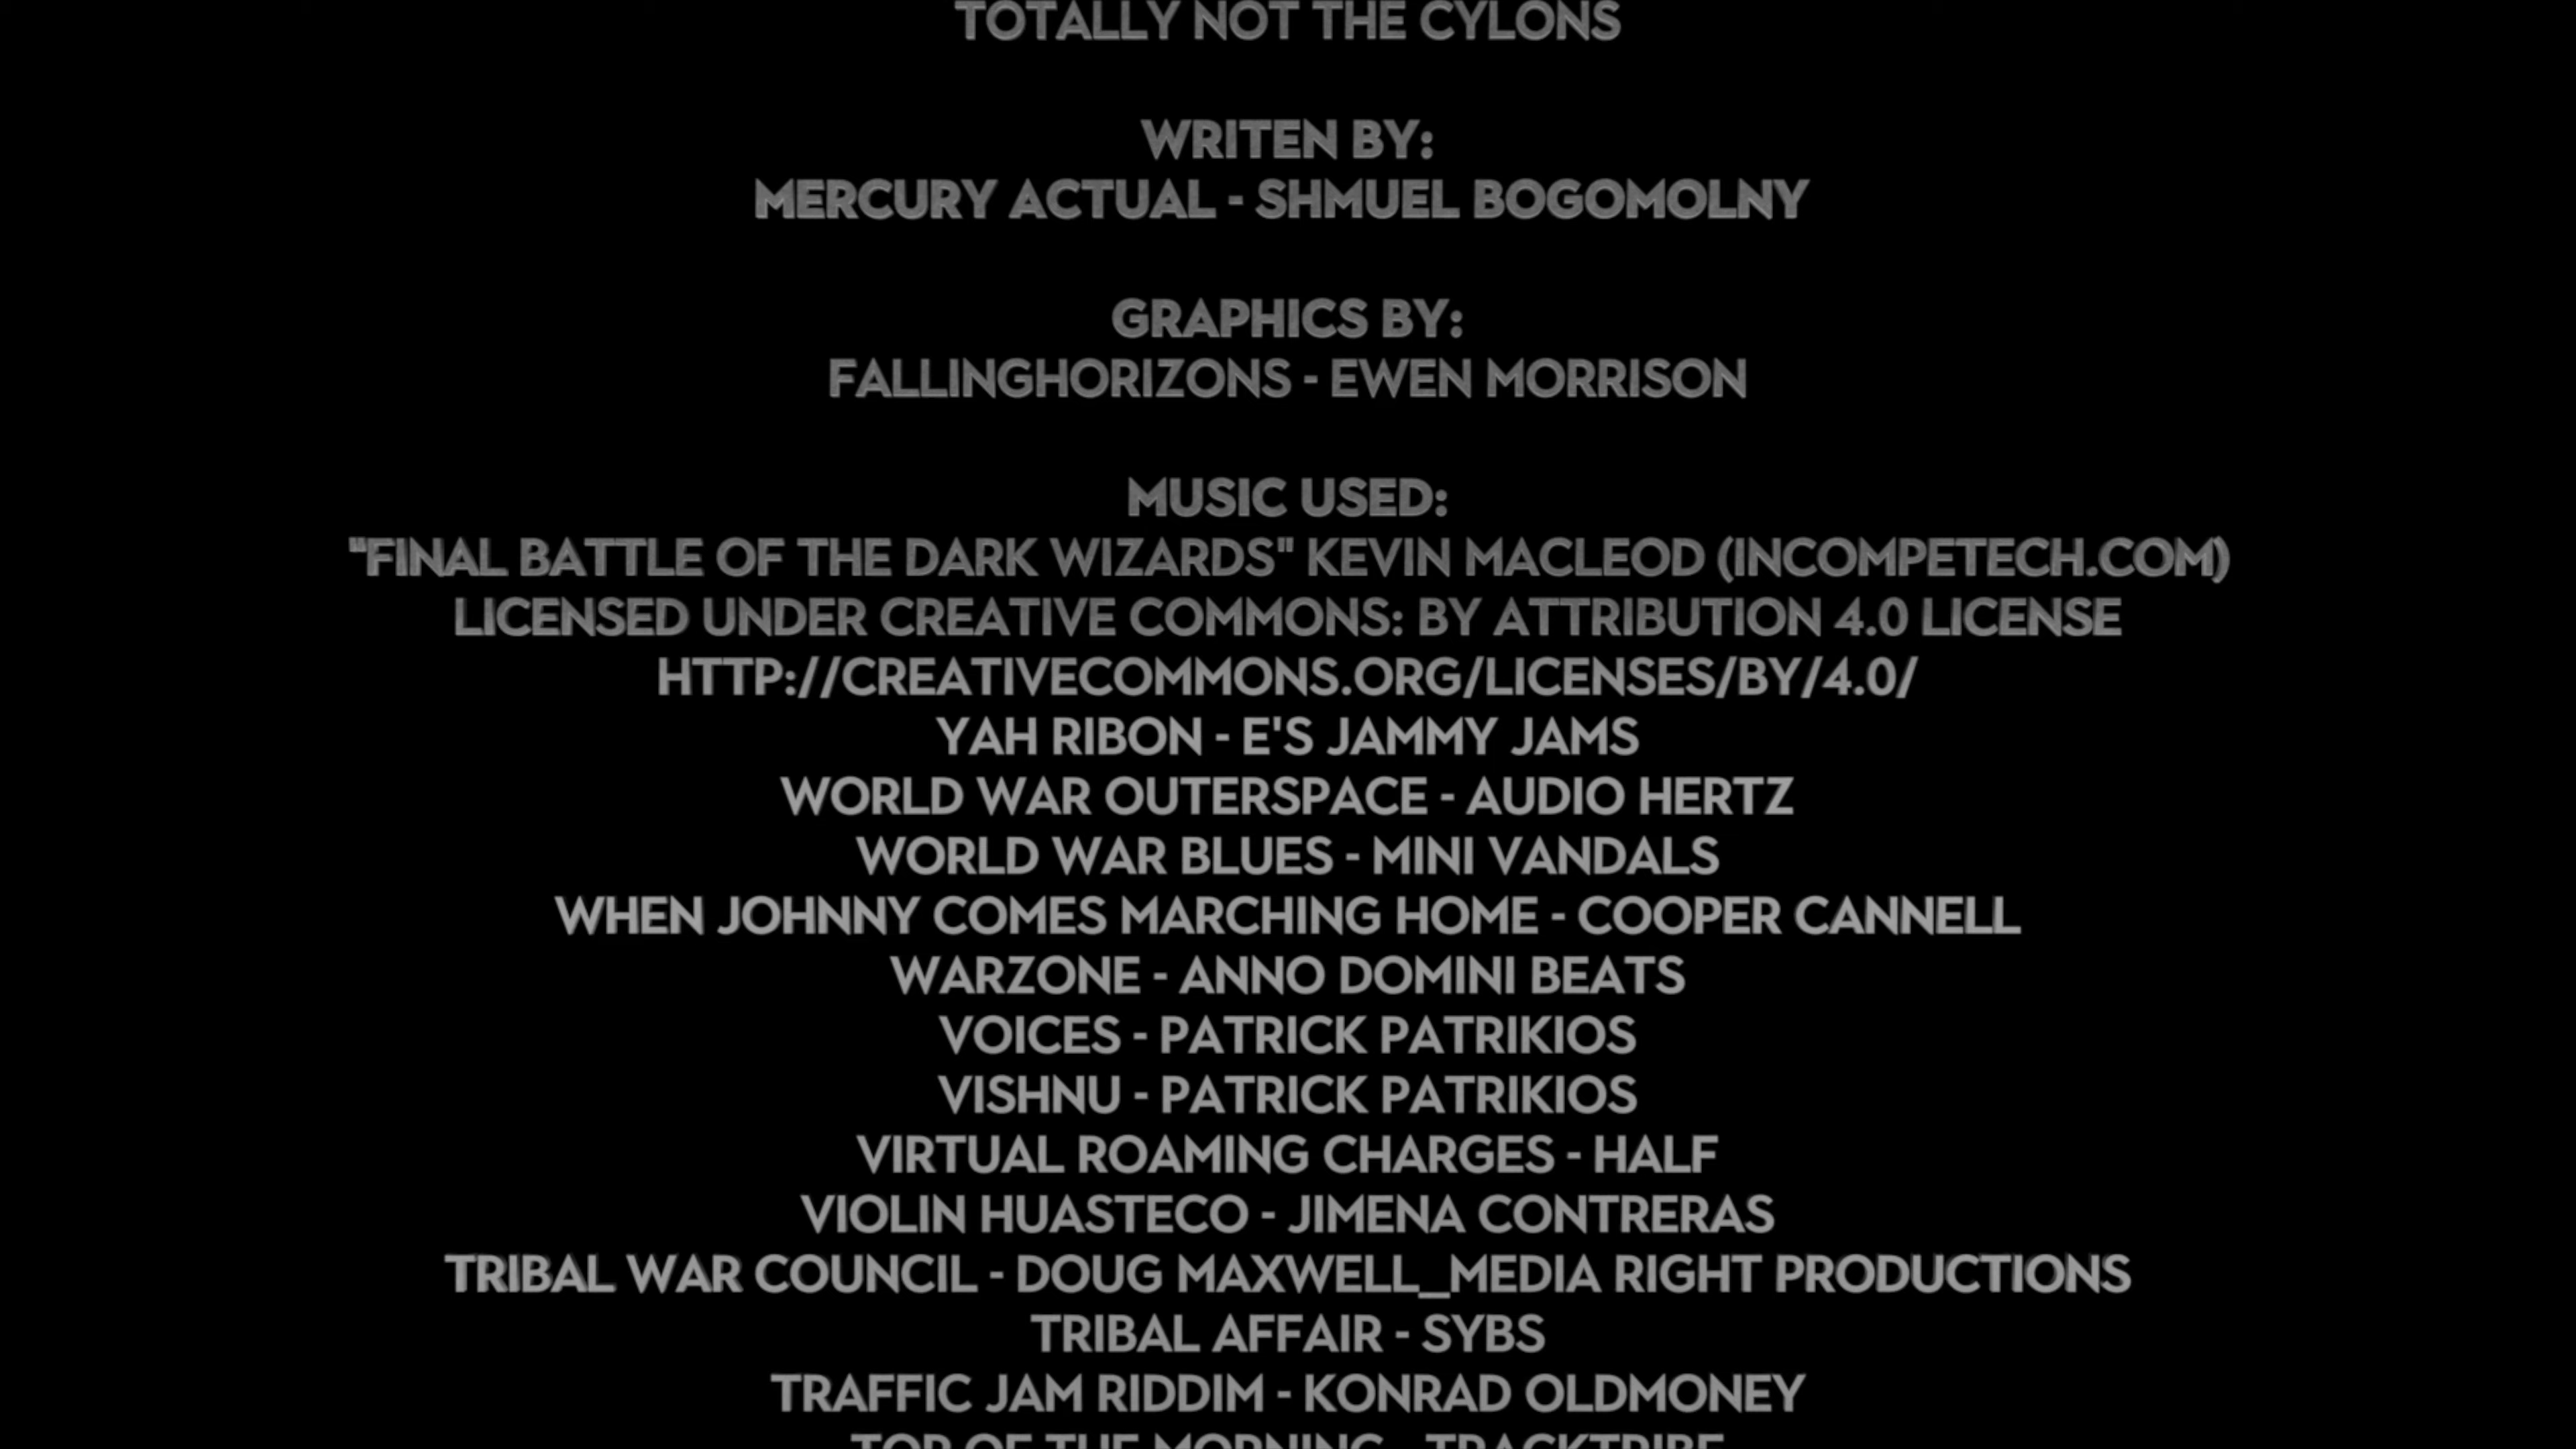 TOTALLY NOT THE CYLONS
WRITEN BY:
MERCURY ACTUAL - SHMUEL BOGOMOLNY
GRAPHICS BY:
FALLINGHORIZONS - EWEN MORRISON
MUSIC USED:
"FINAL BATTLE OF THE DARK WIZARDS" KEVIN MACLEOD (INCOMPETECH.COM)
LICENSED UNDER CREATIVE COMMONS: BY ATTRIBUTION 4.0 LICENSE
HTTP://CREATIVECOMMONS.ORG/LICENSES/BY/4.0/
YAH RIBON - E'S JAMMY JAMS
WORLD WAR OUTERSPACE - AUDIO HERTZ
WORLD WAR BLUES - MINI VANDALS
WHEN JOHNNY COMES MARCHING HOME - COOPER CANNELL
WARZONE - ANNO DOMINI BEATS
VOICES - PATRICK PATRIKIOS
VISHNU - PATRICK PATRIKIOS
VIRTUAL ROAMING CHARGES - HALF
VIOLIN HUASTECO - JIMENA CONTRERAS
TRIBAL WAR COUNCIL - DOUG MAXWELL_MEDIA RIGHT PRODUCTIONS
TRIBAL AFFAIR - SYBS
TRAFFIC JAM RIDDIM - KONRAD OLDMONEY
TOP OF THE MORNING - TRACKTRIBE